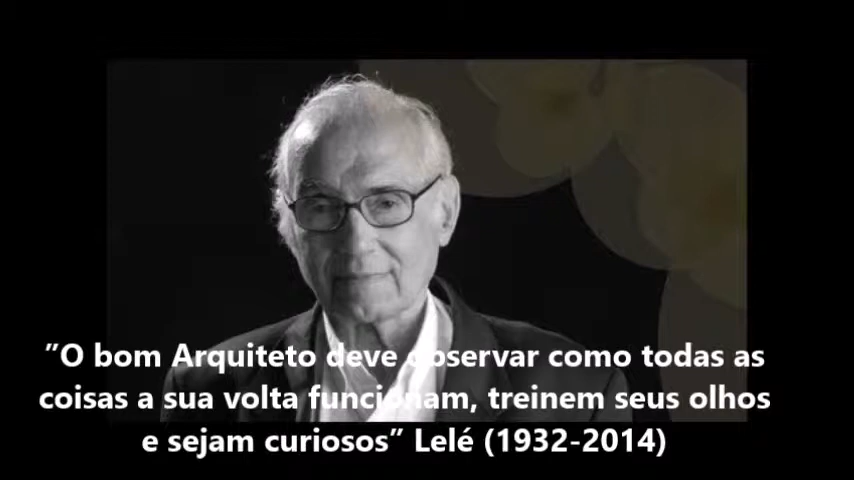 ”O bom Arquiteto deve observar como todas as
coisas a sua volta funcionam, treinem seus olhos
e sejam curiosos” Lelé (1932-2014)